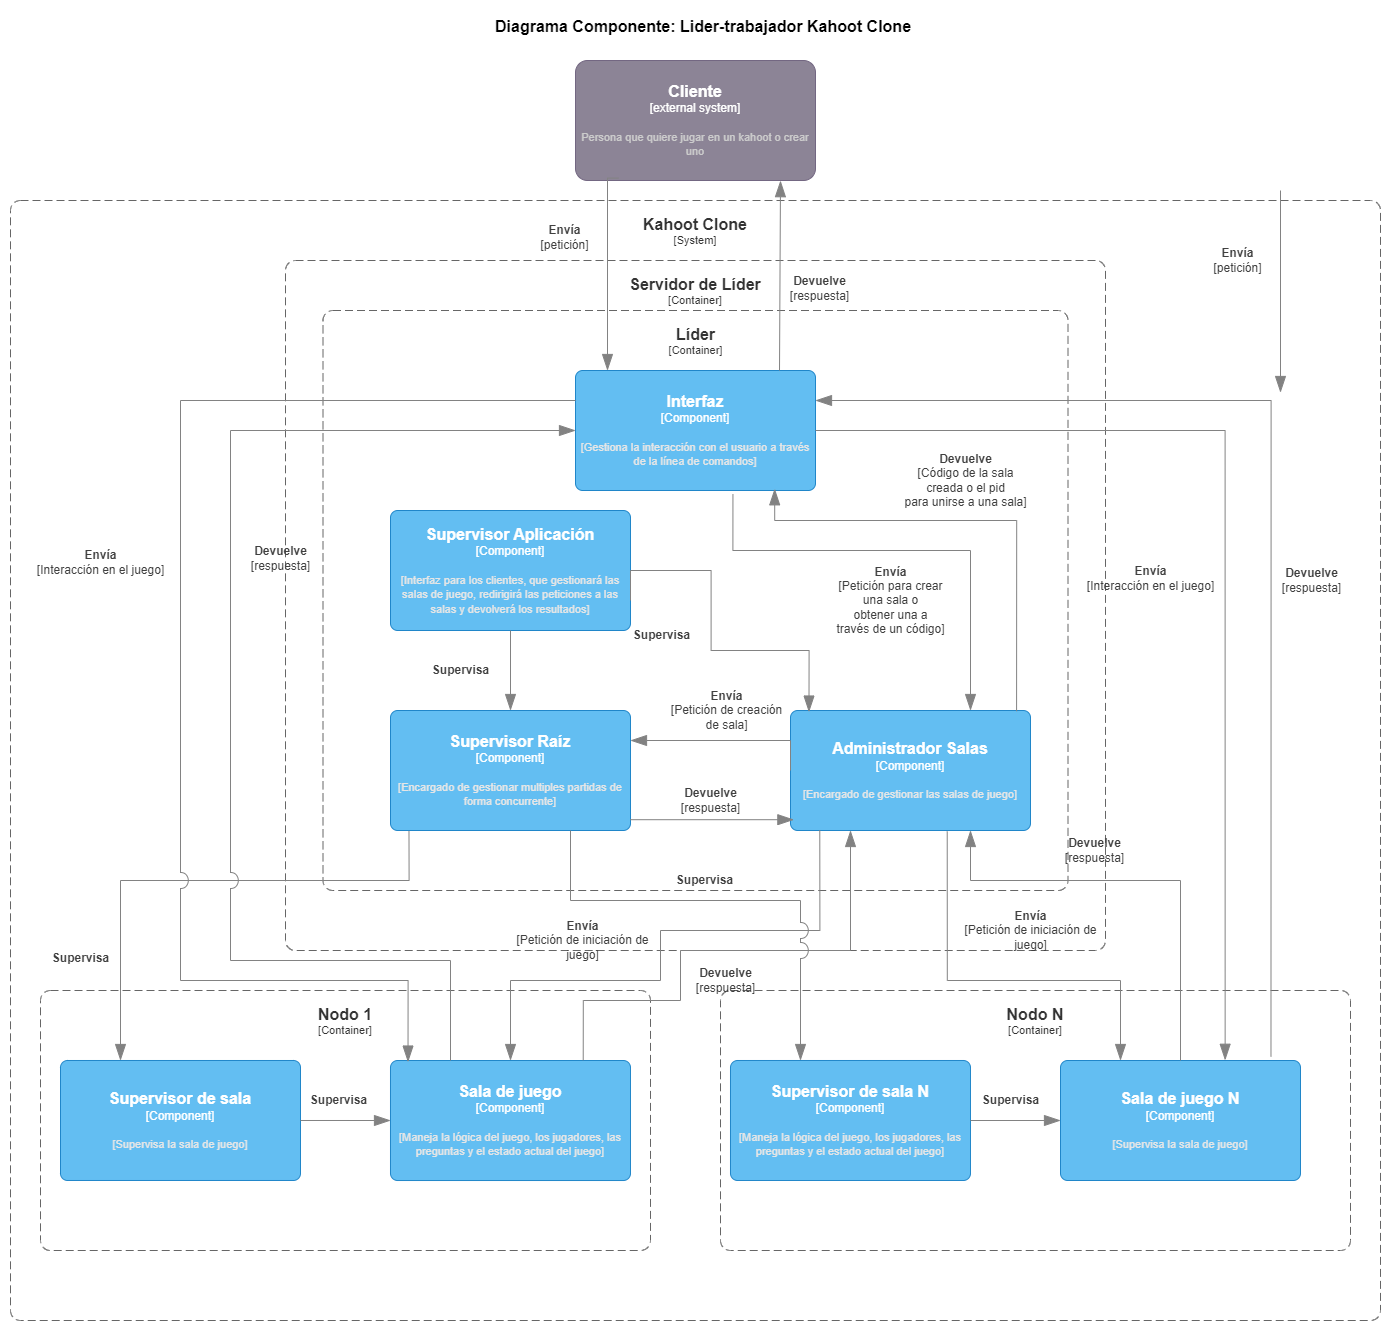 Diagrama Componente: Lider-trabajador Kahoot Clone
Cliente
[external system]
Persona que quiere jugar en un kahoot o crear
uno
Kahoot Clone
[System]
Envía
[petición]
Envía
[petición]
Servidor de Líder
[Container]
Devuelve
[respuesta]
Líder
[Container]
Interfaz
[Component]
[Gestiona la interacción con el usuario a través
de la línea de comandos]
Devuelve
[Código de la sala
creada o el pid
para unirse a una sala]
Supervisor Aplicación
[Component]
[Interfaz para los clientes, que gestionará las
salas de juego, redirigirá las peticiones a las
salas y devolverá los resultados]
Envía
[Interacción en el juego]
Devuelve
[respuesta]
Envía
[Petición para crear
una sala o
obtener una a
través de un código]
Envía
[Interacción en el juego]
Devuelve
[respuesta]
Supervisa
Supervisa
Envía
[Petición de creación
de sala]
Supervisor Raíz
[Component]
[Encargado de gestionar multiples partidas de
forma concurrente]
Administrador Salas
[Component]
[Encargado de gestionar las salas de juego]
Devuelve
[respuesta]
Devuelve
[respuesta]
Supervisa
Envía
[Petición de iniciación de
juego]
Envía
[Petición de iniciación de
juego]
Supervisa
Devuelve
[respuesta]
Nodo 1
[Container]
Nodo N
[Container]
Supervisor de sala
[Component]
[Supervisa la sala de juego]
Supervisa
Sala de juego
[Component]
[Maneja la lógica del juego, los jugadores, las
preguntas y el estado actual del juego]
Supervisor de sala N
[Component]
[Maneja la lógica del juego, los jugadores, las
preguntas y el estado actual del juego]
Supervisa
Sala de juego N
[Component]
[Supervisa la sala de juego]